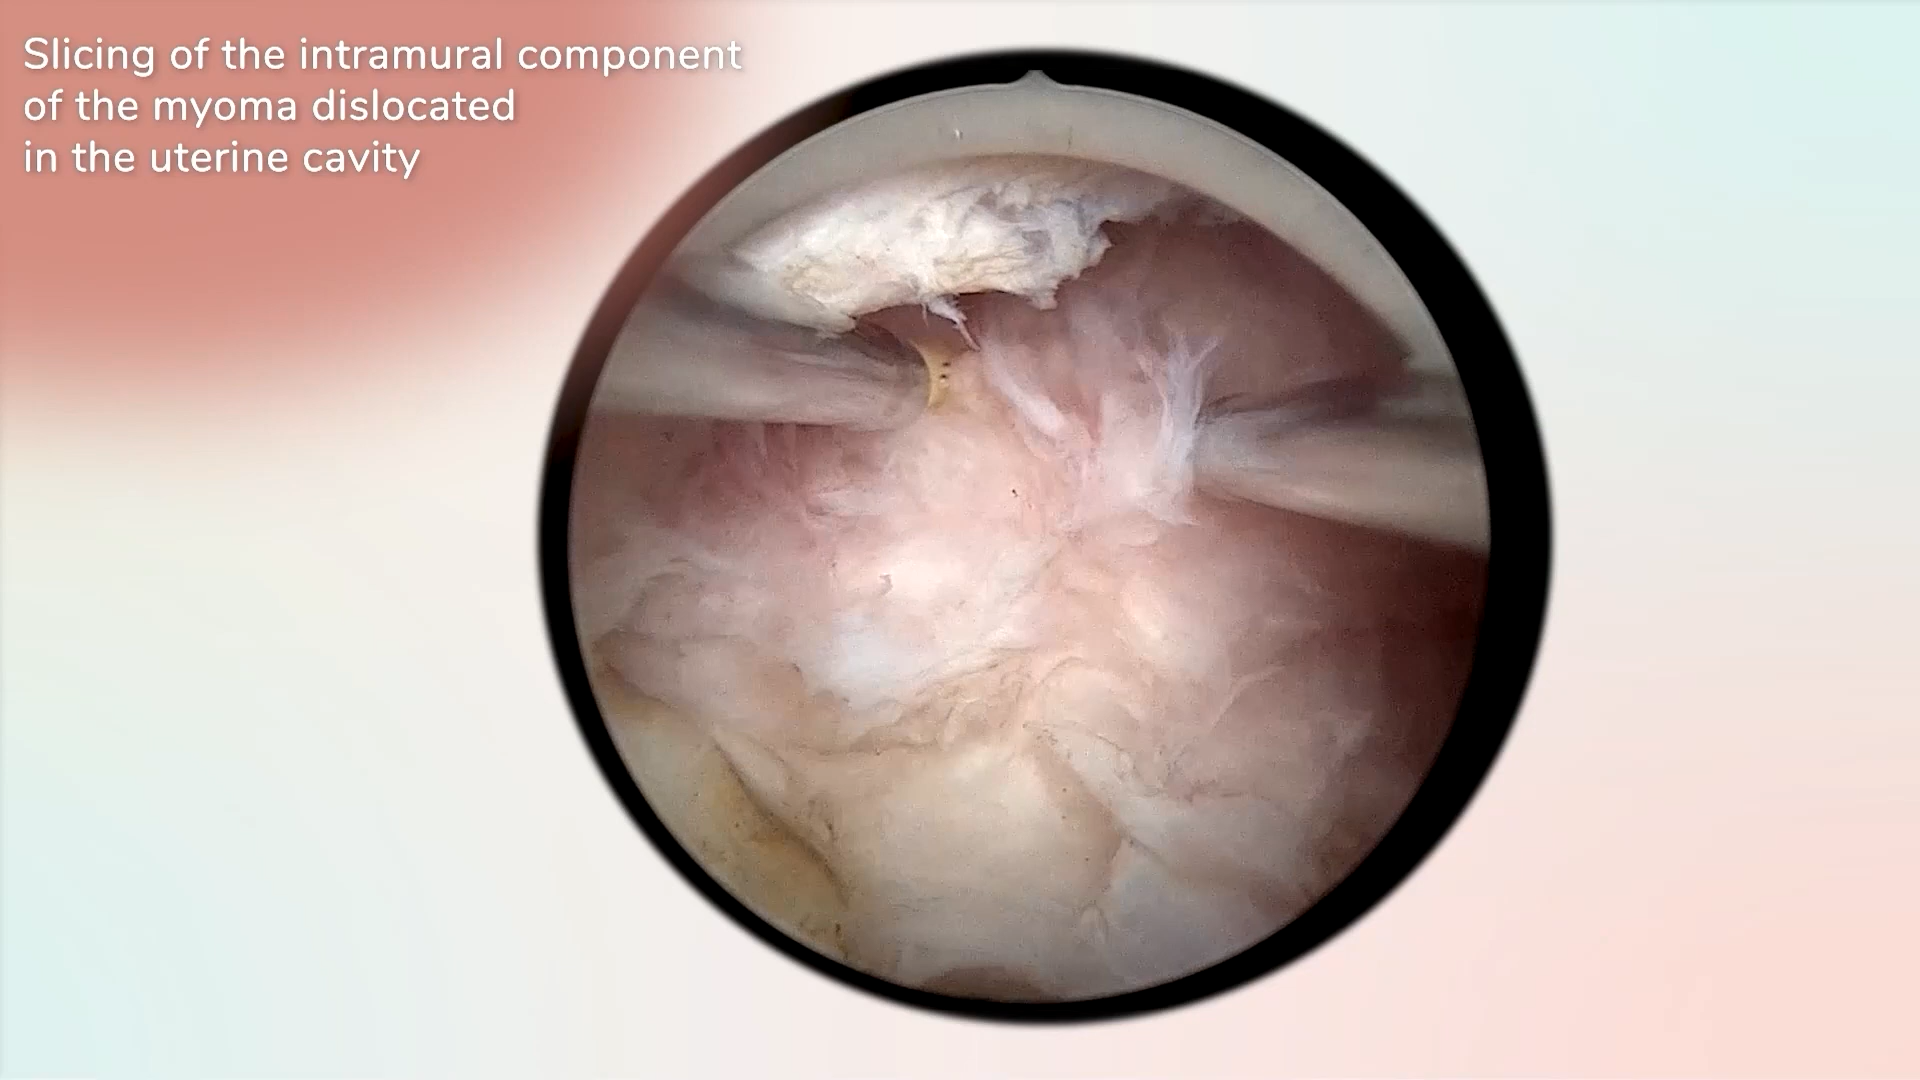 Slicing of the intramural component
of the myoma dislocated
in the uterine cavity